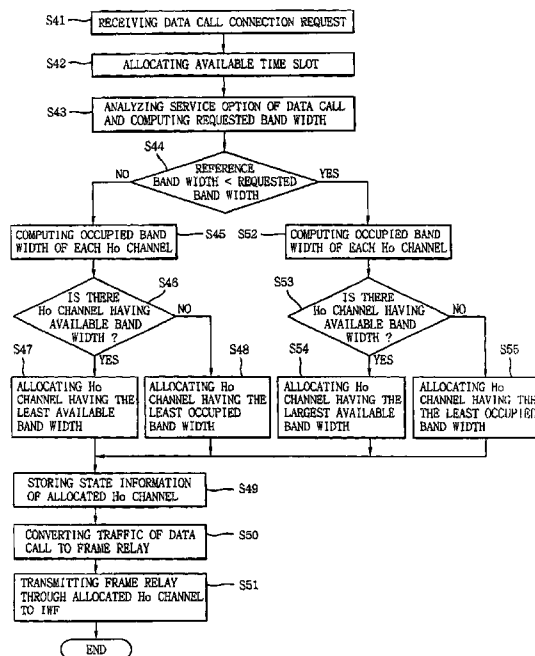 S41
RECEIVING DATA CALL CONNECTION REQUEST
S42
ALLOCATING AVAILABLE TIME SLOT
S43
ANALYZING SERVICE OPTION OF DATA CALL
AND COMPUTING REQUESTED BAND WIDTH
S44
NO
REFERENCE
BAND WIDTH < REQUESTED
BAND WIDTH
YES
COMPUTING OCCUPIED BAND
WIDTH OF EACH Ho CHANNEL
S45
S52
COMPUTING OCCUPIED BAND
WIDTH OF EACH Ho CHANNEL
S46
IS THERE
Ho CHANNEL HAVING
AVAILABLE BAND
WIDTH ?
NO
YES
S53
IS THERE
Ho CHANNEL HAVING
AVAILABLE BAND
WIDTH ?
NO
YES
S47
ALLOCATING Ho
CHANNEL HAVING THE
LEAST AVAILABLE
BAND WIDTH
S48
ALLOCATING Ho
CHANNEL HAVING THE
LEAST OCCUPIED
BAND WIDTH
S54
ALLOCATING Ho
CHANNEL HAVING THE
LARGEST AVAILABLE
BAND WIDTH
S55
ALLOCATING Ho
CHANNEL HAVING THE
THE LEAST OCCUPIED
BAND WIDTH
STORING STATE INFORMATION
OF ALLOCATED Ho CHANNEL
S49
CONVERTING TRAFFIC OF DATA
CALL TO FRAME RELAY
S50
TRANSMITTING FRAME RELAY
THROUGH ALLOCATED Ho CHANNEL
TO IWF
S51
END